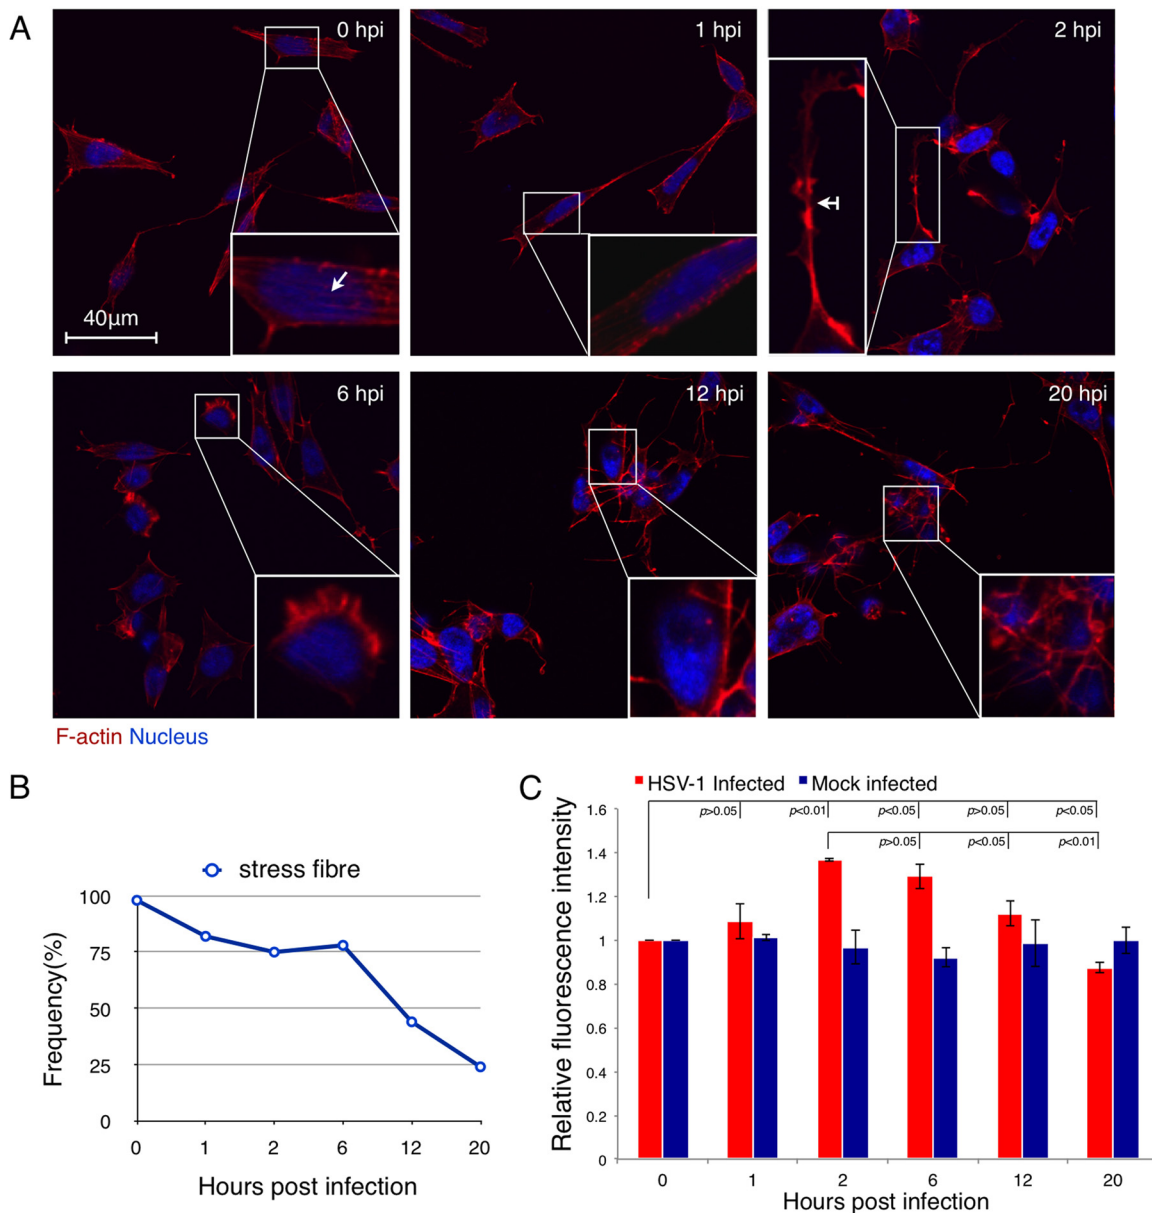 A
0 hpi
1 hpi
2 hpi
40μm
6 hpi
12 hpi
20 hpi
F-actin Nucleus
B
stress fibre
100
75
50
25
0
Frequency(%)
0 1 2 6 12 20
Hours post infection
C
HSV-1 Infected Mock infected
p>0.05 p<0.01 p<0.05 p>0.05 p<0.05
p>0.05 p<0.05 p<0.01
1.6
1.4
1.2
1
0.8
0.6
0.4
0.2
0
Relative fluorescence intensity
0 1 2 6 12 20
Hours post infection